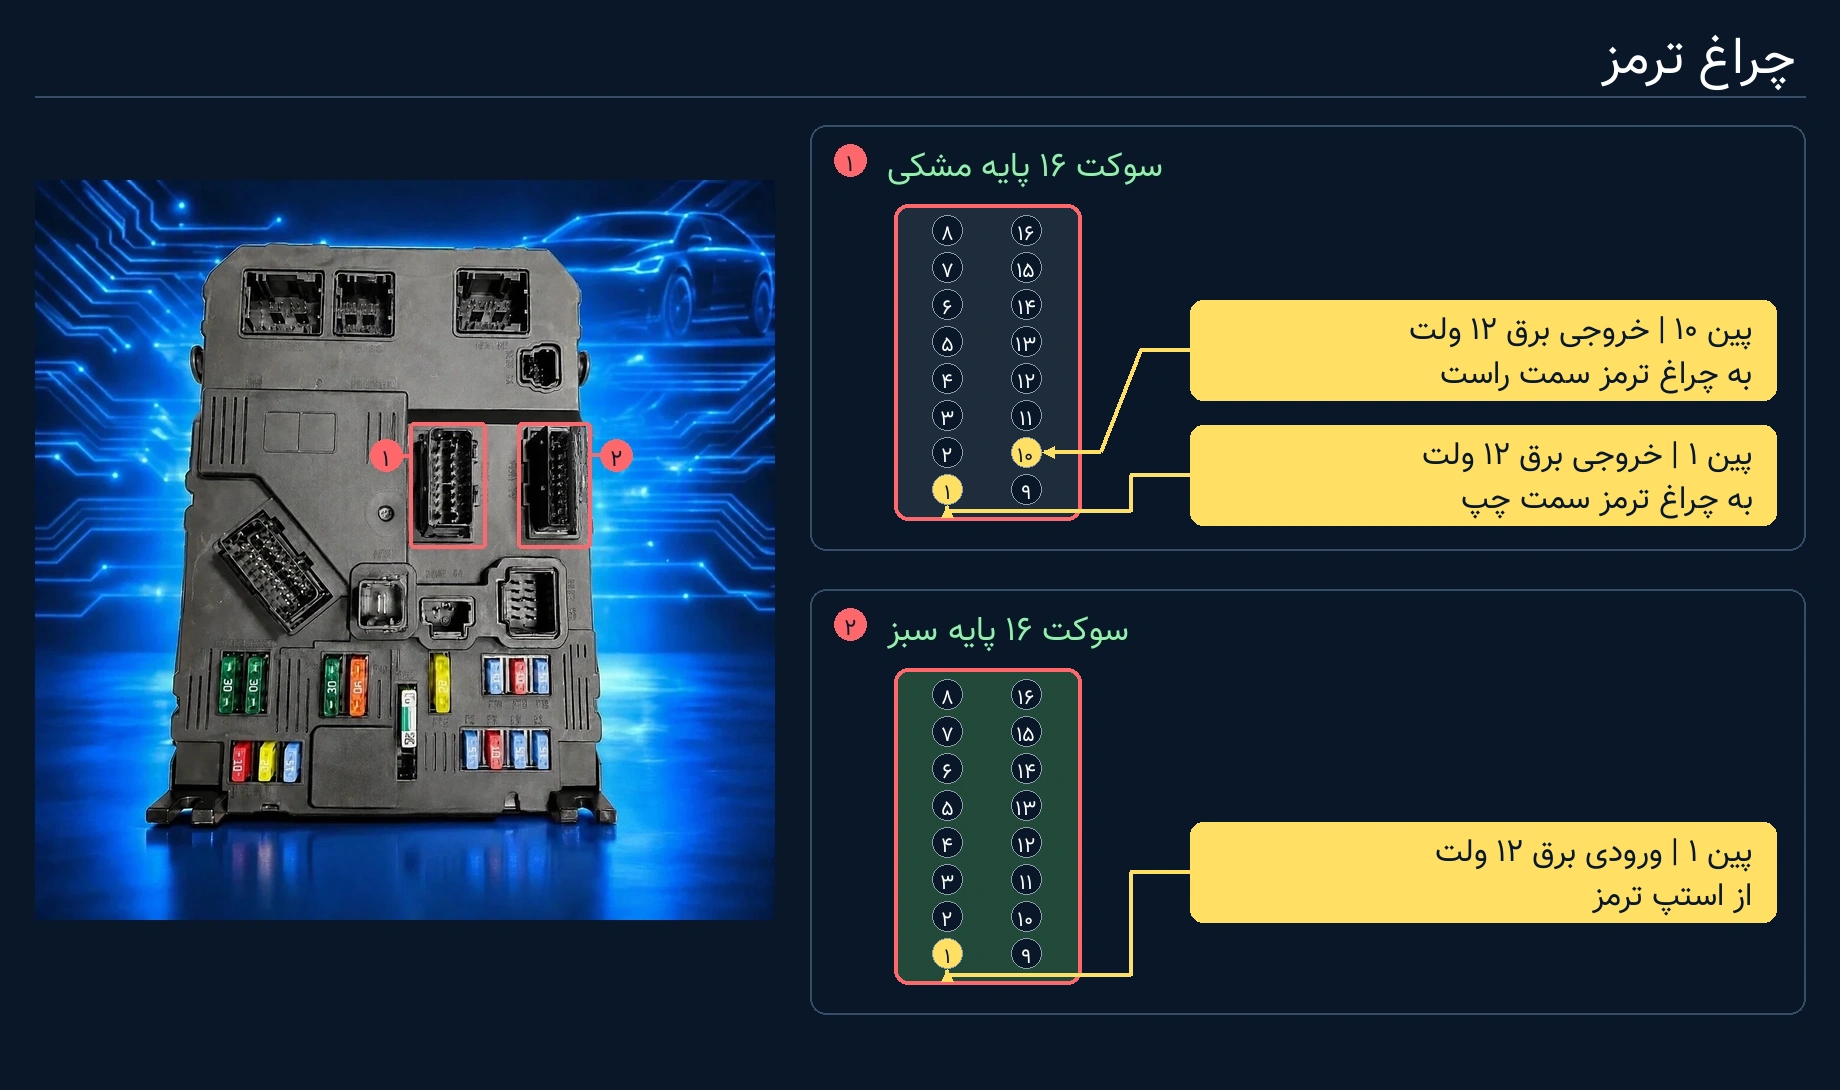 چراغ ترمز
۱
سوکت ۱۶ پایه مشکی
۸ ۱۶
۷ ۱۵
۶ ۱۴
۵ ۱۳
۴ ۱۲
۳ ۱۱
۲ ۱۰
۱ ۹
پین ۱۰ | خروجی برق ۱۲ ولت
به چراغ ترمز سمت راست
پین ۱ | خروجی برق ۱۲ ولت
به چراغ ترمز سمت چپ
۲
سوکت ۱۶ پایه سبز
۸ ۱۶
۷ ۱۵
۶ ۱۴
۵ ۱۳
۴ ۱۲
۳ ۱۱
۲ ۱۰
۱ ۹
پین ۱ | ورودی برق ۱۲ ولت
از استپ ترمز
۱
۲
30 30
30